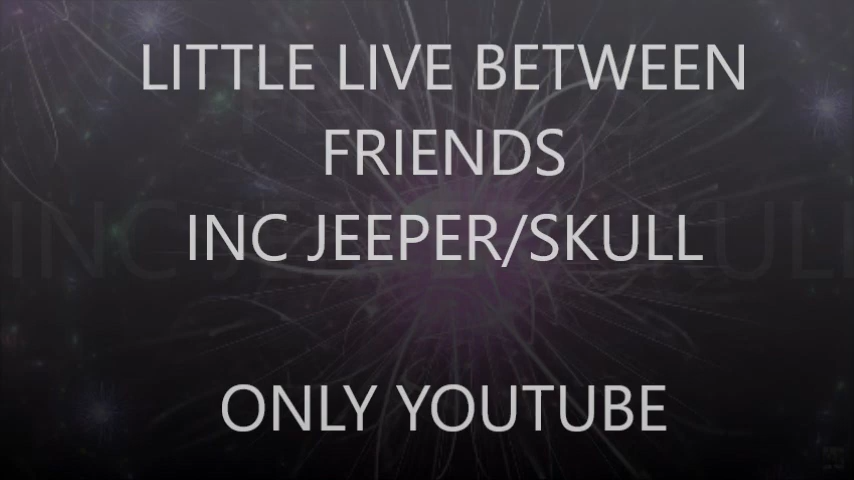 LITTLE LIVE BETWEEN
FRIENDS
INC JEEPER/SKULL
ONLY YOUTUBE